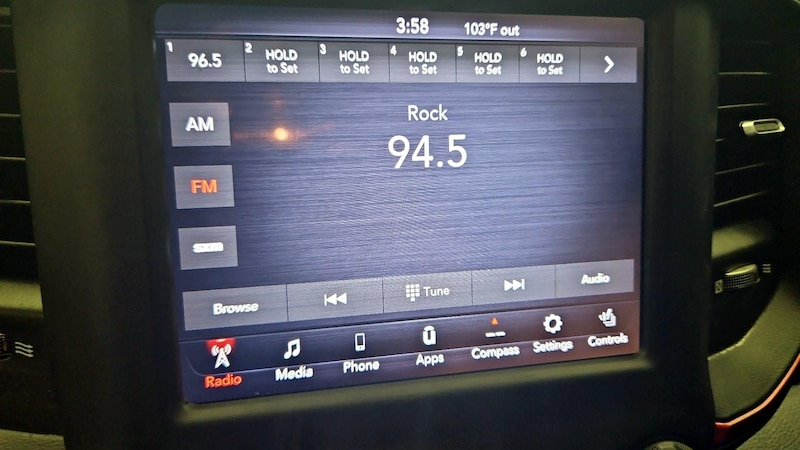 3:58 103°F out
1 96.5 2 HOLD to Set 3 HOLD to Set 4 HOLD to Set 5 HOLD to Set 6 HOLD to Set
Rock
AM
94.5
FM
Browse Tune Audio
Radio Media Phone Apps Compass Settings Controls